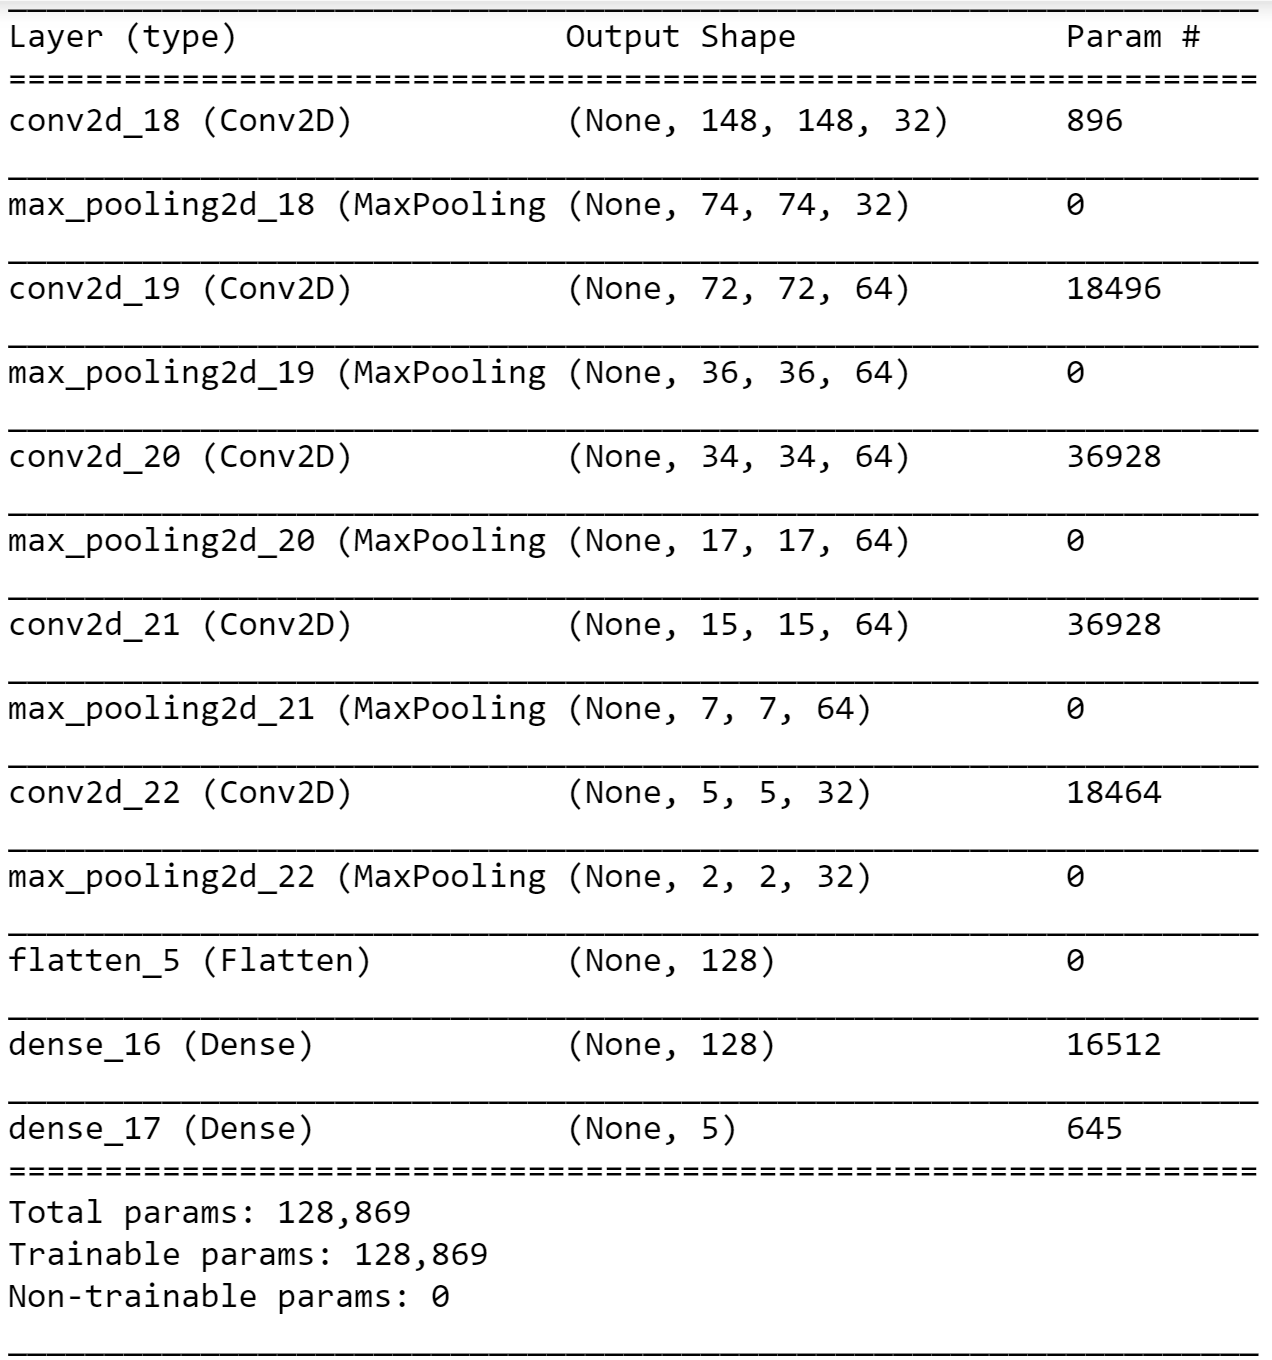 Layer (type) Output Shape Param #
=================================================================
conv2d_18 (Conv2D) (None, 148, 148, 32) 896
max_pooling2d_18 (MaxPooling (None, 74, 74, 32) 0
conv2d_19 (Conv2D) (None, 72, 72, 64) 18496
max_pooling2d_19 (MaxPooling (None, 36, 36, 64) 0
conv2d_20 (Conv2D) (None, 34, 34, 64) 36928
max_pooling2d_20 (MaxPooling (None, 17, 17, 64) 0
conv2d_21 (Conv2D) (None, 15, 15, 64) 36928
max_pooling2d_21 (MaxPooling (None, 7, 7, 64) 0
conv2d_22 (Conv2D) (None, 5, 5, 32) 18464
max_pooling2d_22 (MaxPooling (None, 2, 2, 32) 0
flatten_5 (Flatten) (None, 128) 0
dense_16 (Dense) (None, 128) 16512
dense_17 (Dense) (None, 5) 645
=================================================================
Total params: 128,869
Trainable params: 128,869
Non-trainable params: 0